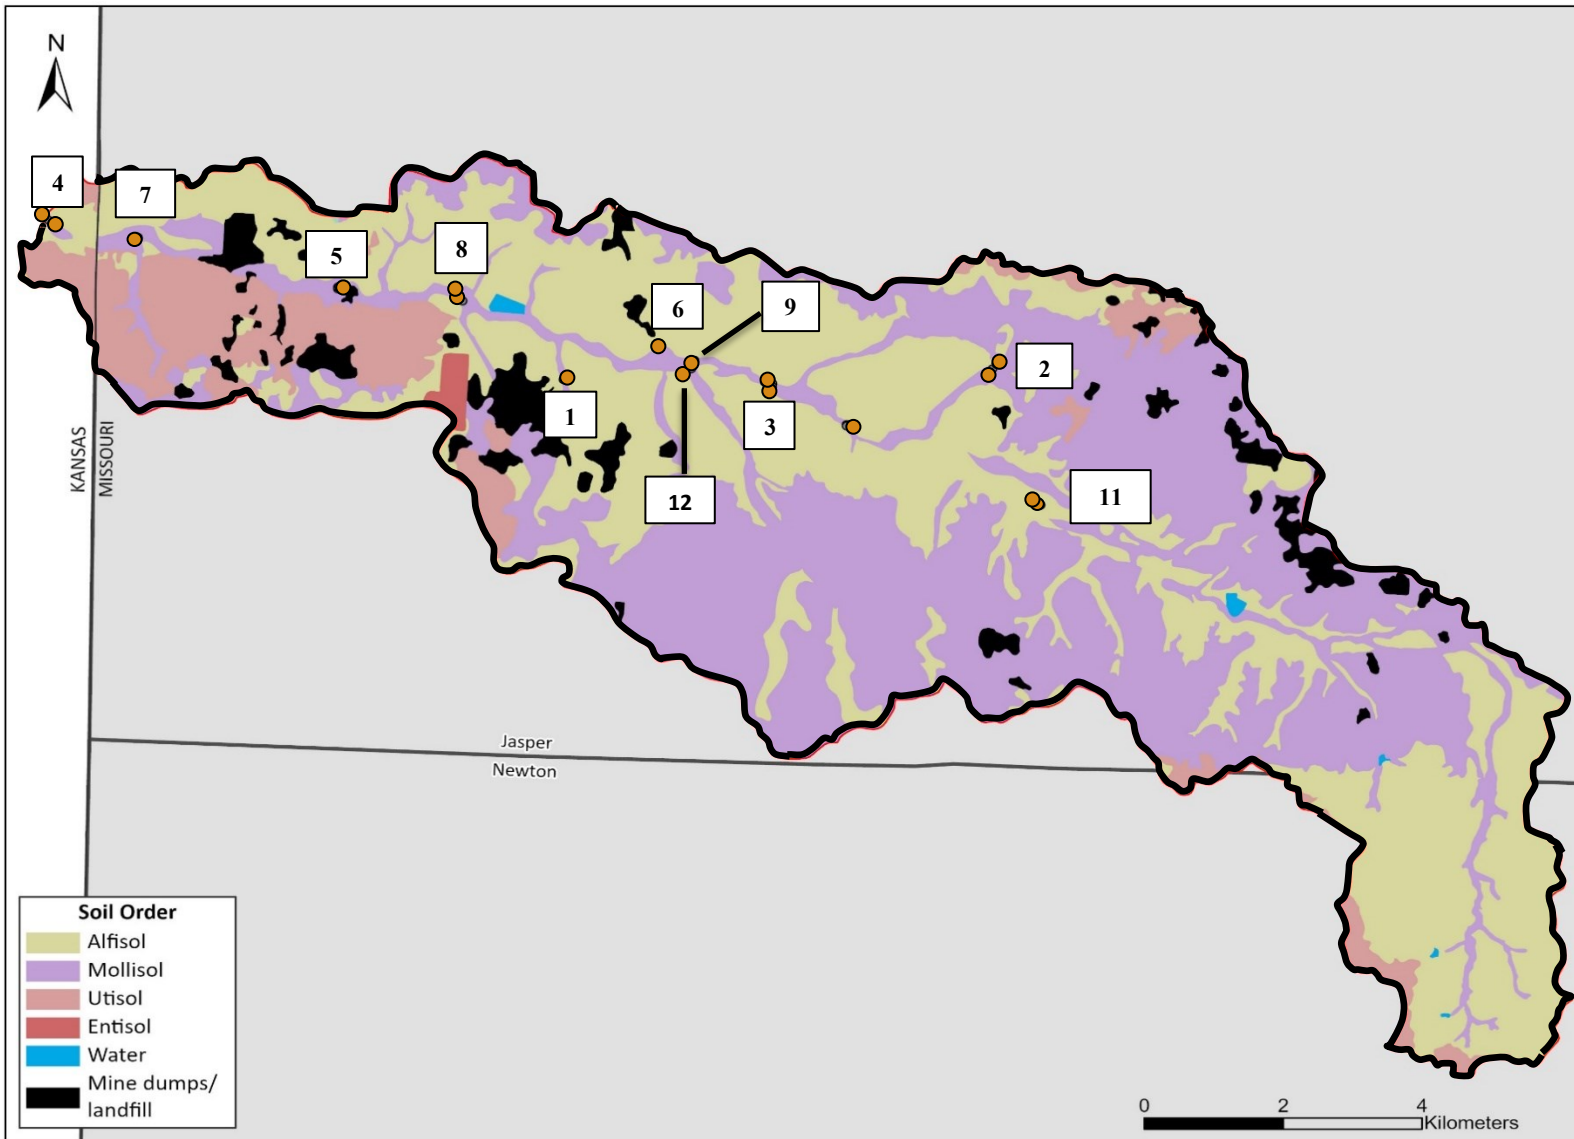 N
4
7
5
8
6
9
2
1
3
12
11
KANSAS
MISSOURI
Jasper
Newton
Soil Order
Alfisol
Mollisol
Utisol
Entisol
Water
Mine dumps/
landfill
0 2 4
Kilometers